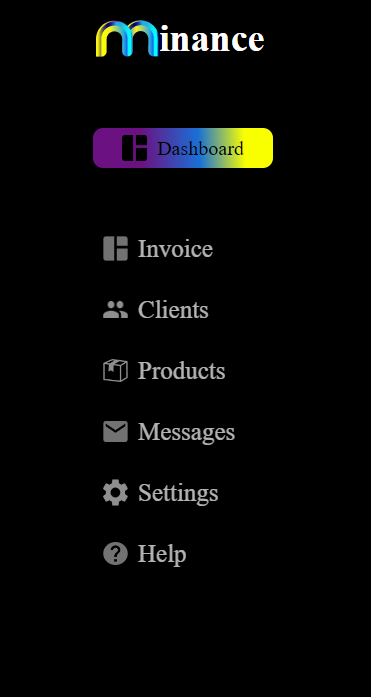 minance
Dashboard
Invoice
Clients
Products
Messages
Settings
Help